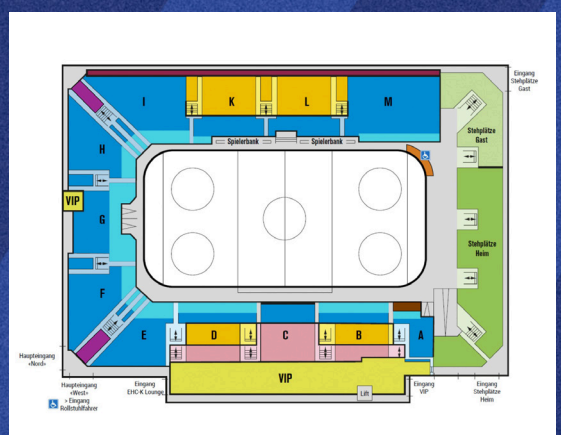 Eingang
Stehplätze
Gast
I
K
L
M
Spielerbank
Spielerbank
Stehplätze
Gast
H
VIP
G
Stehplätze
Heim
F
E
D
C
B
A
VIP
Lift
Haupteingang
«Nord»
Haupteingang
«West»
> Eingang
Rollstuhlfahrer
Eingang
EHC-K Lounge
Eingang
VIP
Eingang
Stehplätze
Heim